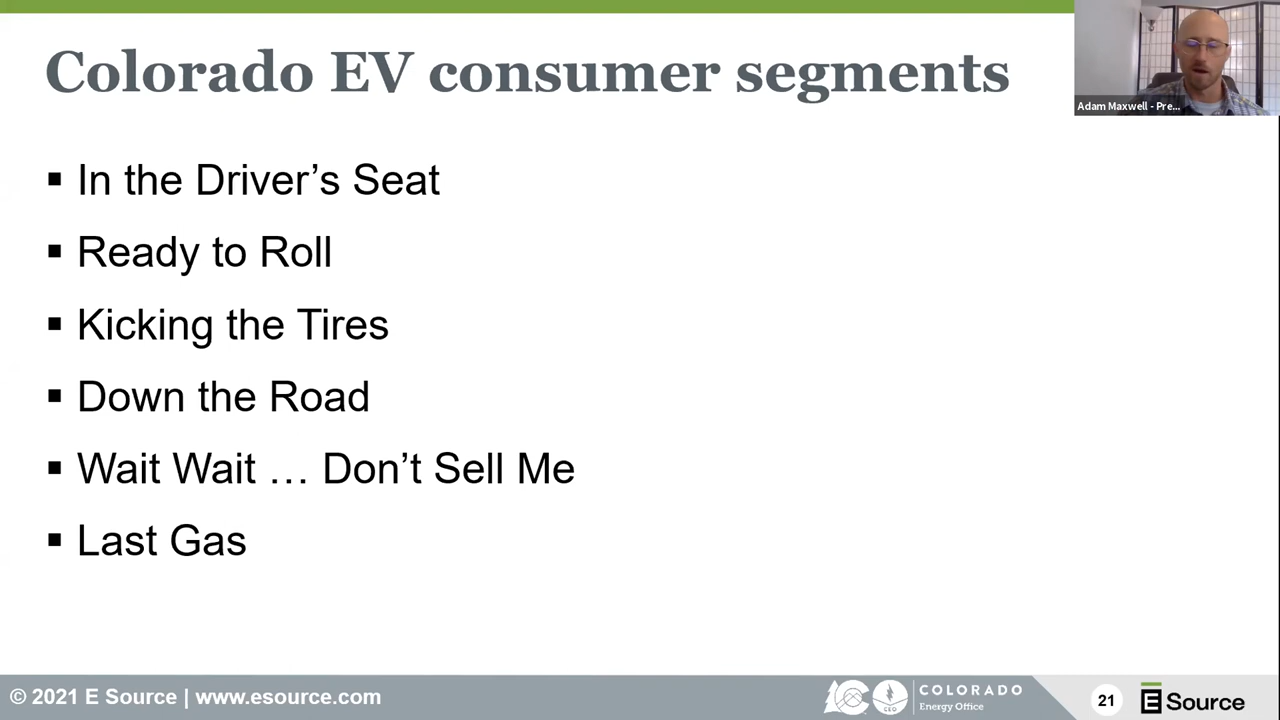 Colorado EV consumer segments
Adam Maxwell - Pre...
▪ In the Driver’s Seat
▪ Ready to Roll
▪ Kicking the Tires
▪ Down the Road
▪ Wait Wait … Don’t Sell Me
▪ Last Gas
© 2021 E Source | www.esource.com
CEO
COLORADO
Energy Office
21
E Source